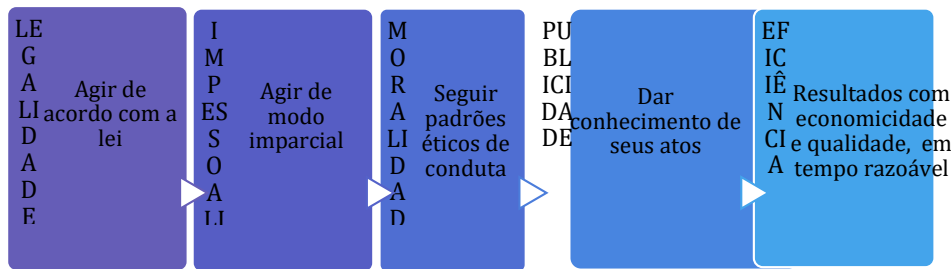 LE
G
A
LI
D
A
D
E
Agir de
acordo com a
lei
I
M
P
ES
S
O
A
LI
Agir de
modo
imparcial
M
O
R
A
LI
D
A
D
Seguir
padrões
éticos de
conduta
PU
BL
ICI
DA
DE
Dar
conhecimento de
seus atos
EF
IC
IÊ
N
CI
A
Resultados com
economicidade
e qualidade, em
tempo razoável